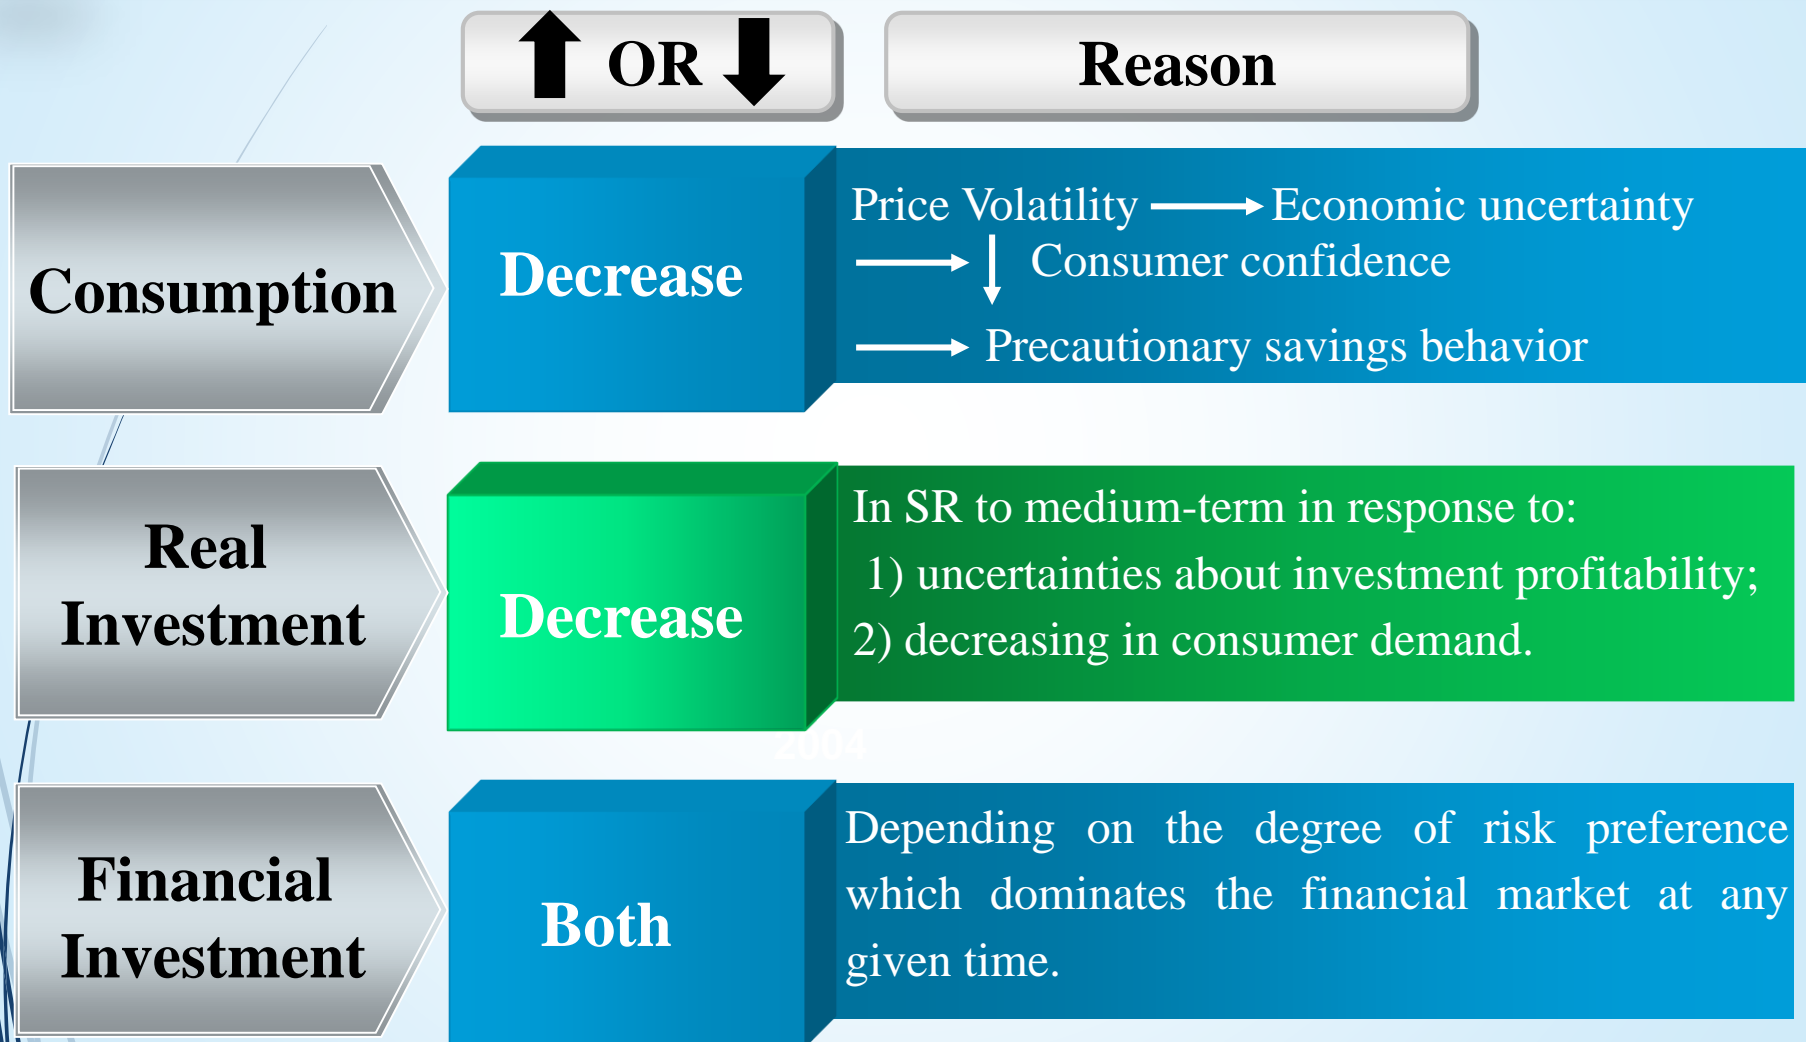 OR
Reason
Consumption
Decrease
Price Volatility Economic uncertainty
Consumer confidence
Precautionary savings behavior
Real
Investment
Decrease
In SR to medium-term in response to:
1) uncertainties about investment profitability;
2) decreasing in consumer demand.
2004
Financial
Investment
Both
Depending on the degree of risk preference
which dominates the financial market at any
given time.